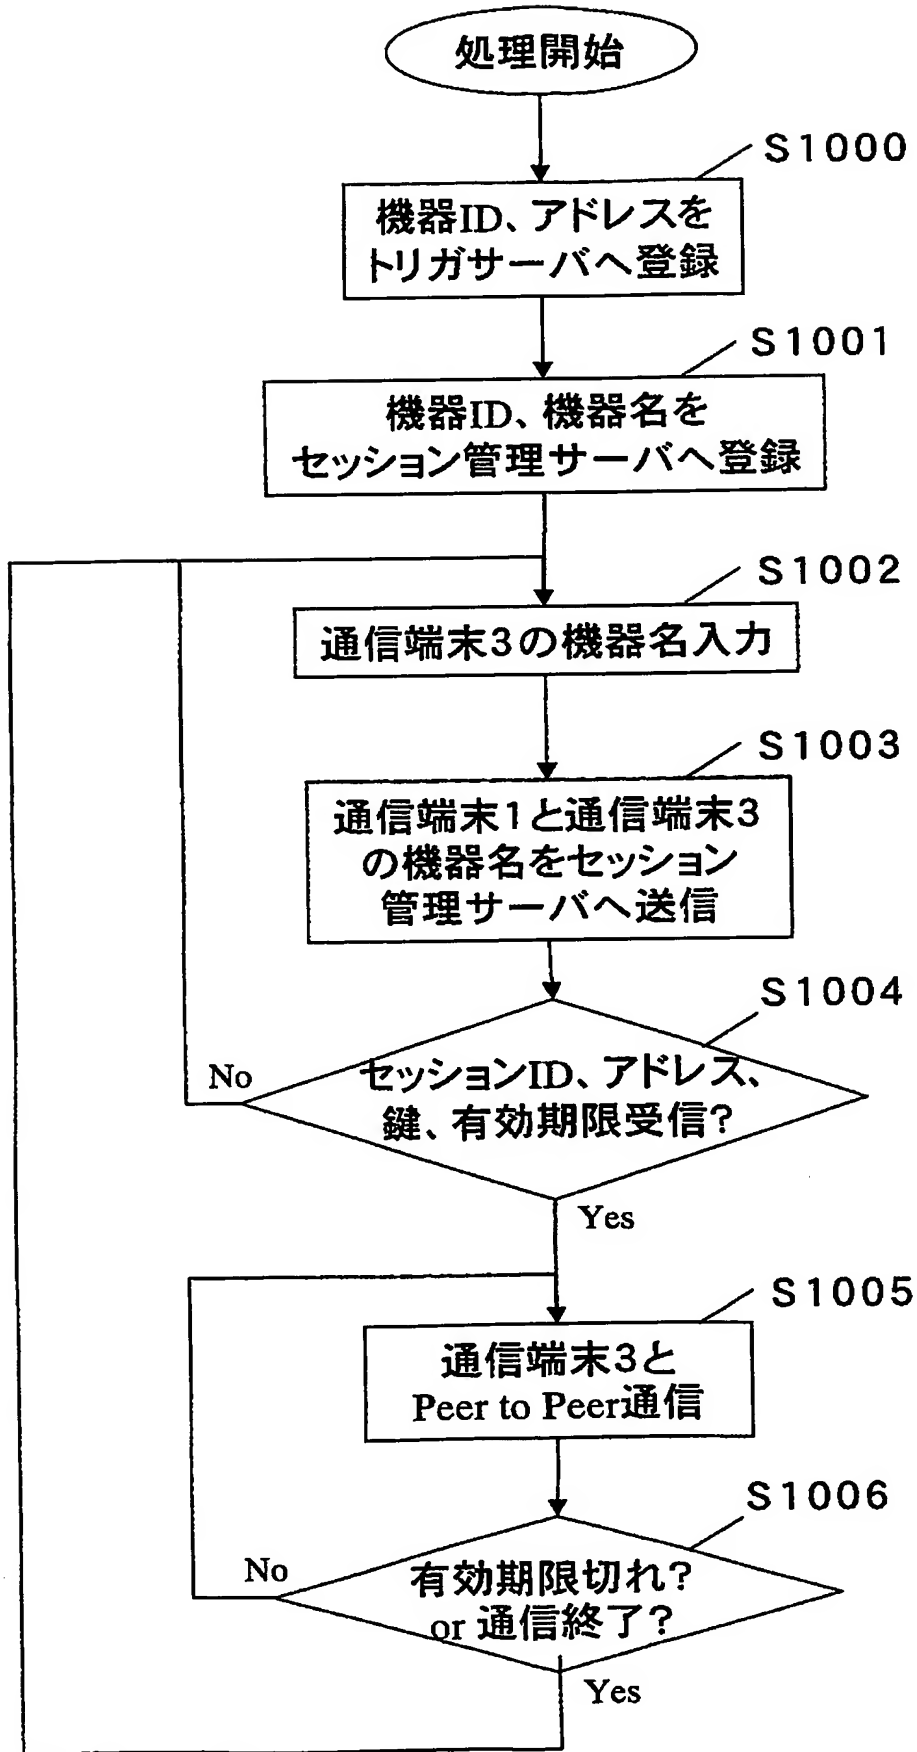 処理開始
S1000
機器ID、アドレスを
トリガサーバへ登録
S1001
機器ID、機器名を
セッション管理サーバへ登録
S1002
通信端末3の機器名入力
S1003
通信端末1と通信端末3
の機器名をセッション
管理サーバへ送信
S1004
No
セッションID、アドレス、
鍵、有効期限受信?
Yes
S1005
通信端末3と
Peer to Peer通信
S1006
No
有効期限切れ?
or 通信終了?
Yes